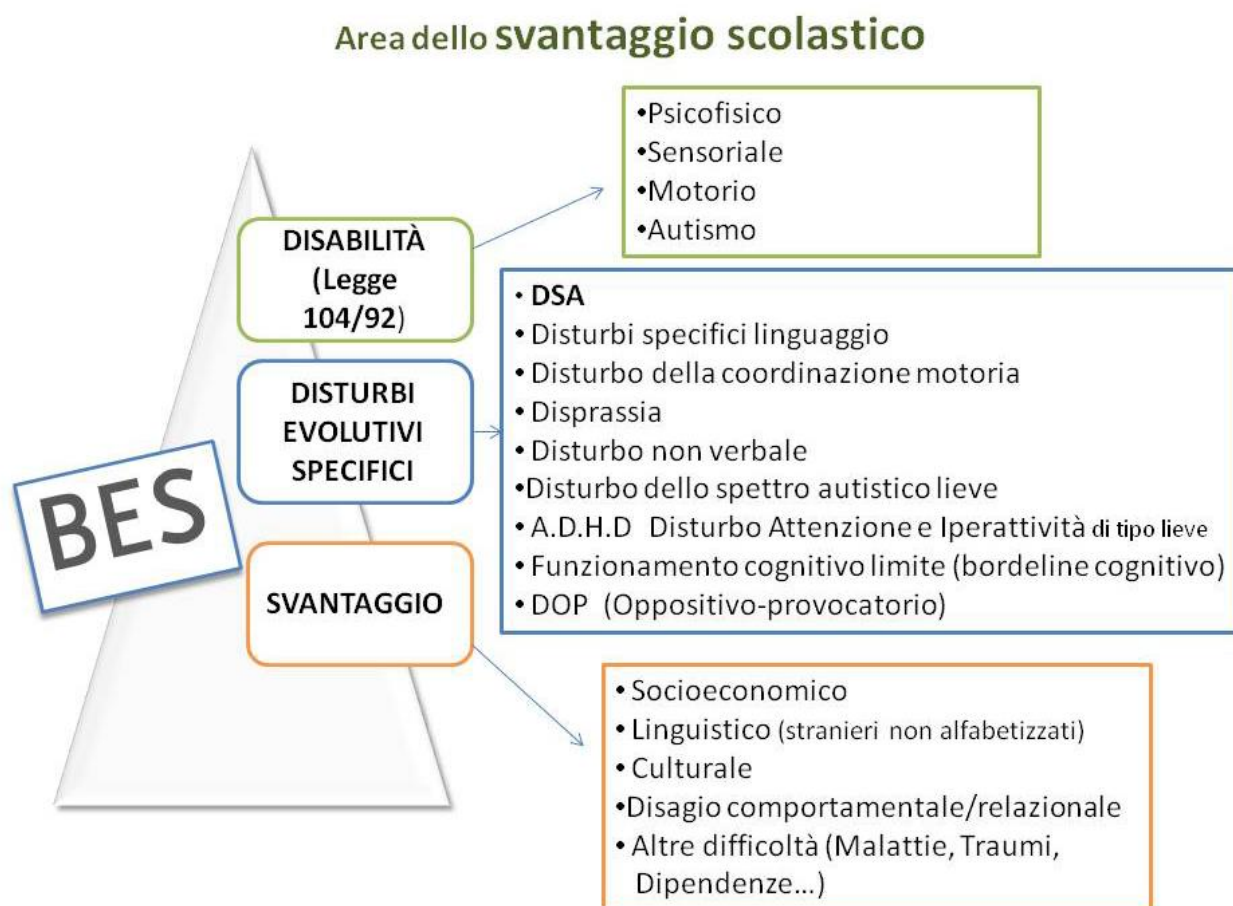 Area dello svantaggio scolastico
•Psicofisico
•Sensoriale
•Motorio
•Autismo
DISABILITÀ
(Legge
104/92)
• DSA
• Disturbi specifici linguaggio
• Disturbo della coordinazione motoria
• Disprassia
• Disturbo non verbale
•Disturbo dello spettro autistico lieve
• A.D.H.D Disturbo Attenzione e Iperattività di tipo lieve
• Funzionamento cognitivo limite (bordeline cognitivo)
• DOP (Oppositivo-provocatorio)
DISTURBI
EVOLUTIVI
SPECIFICI
BES
SVANTAGGIO
• Socioeconomico
• Linguistico (stranieri non alfabetizzati)
• Culturale
•Disagio comportamentale/relazionale
• Altre difficoltà (Malattie, Traumi,
Dipendenze...)